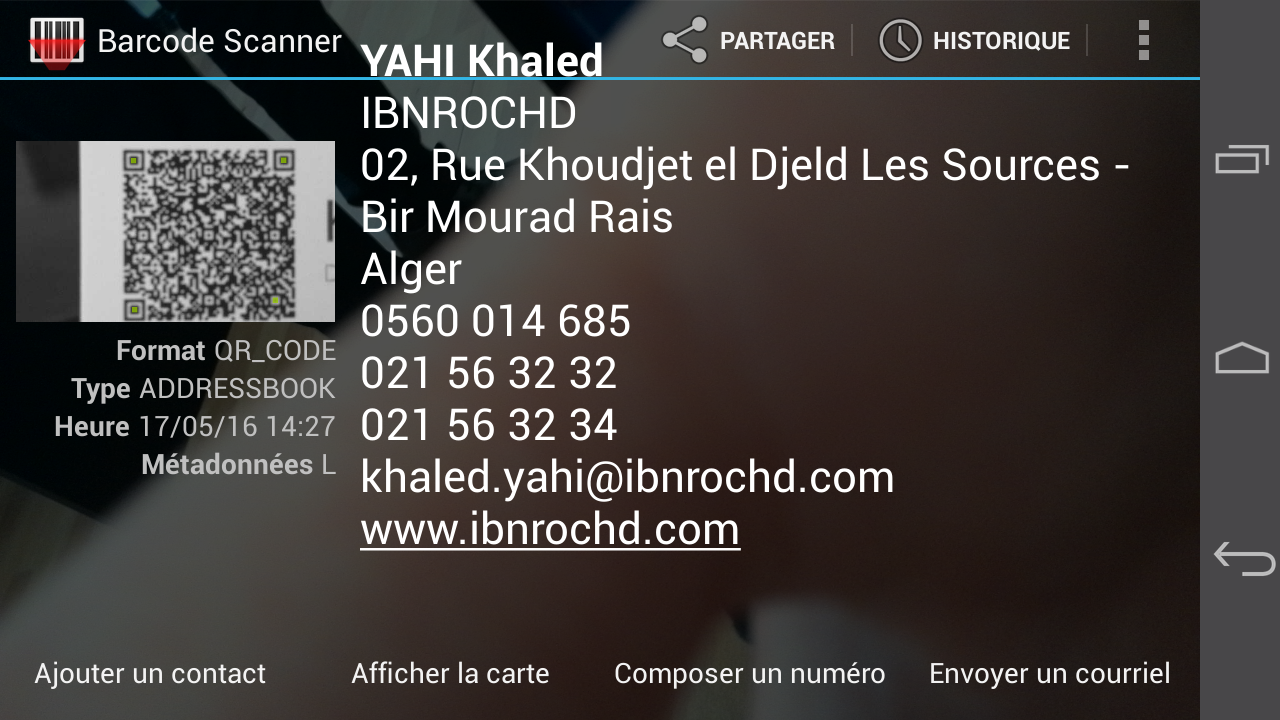 Barcode Scanner
PARTAGER
HISTORIQUE
YAHI Khaled
IBNROCHD
02, Rue Khoudjet el Djeld Les Sources -
Bir Mourad Rais
Alger
0560 014 685
021 56 32 32
021 56 32 34
khaled.yahi@ibnrochd.com
www.ibnrochd.com
Format QR_CODE
Type ADDRESSBOOK
Heure 17/05/16 14:27
Métadonnées L
Ajouter un contact
Afficher la carte
Composer un numéro
Envoyer un courriel